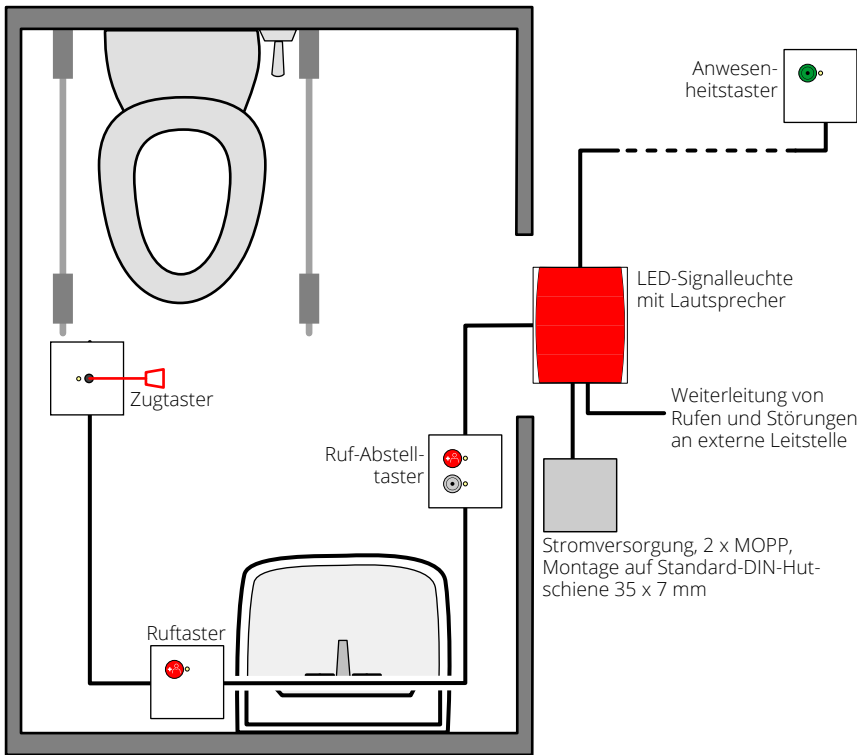 Anwesen-
heitstaster
LED-Signalleuchte
mit Lautsprecher
Zugtaster
Weiterleitung von
Rufen und Störungen
an externe Leitstelle
Ruf-Abstell-
taster
Stromversorgung, 2 x MOPP,
Montage auf Standard-DIN-Hut-
schiene 35 x 7 mm
Ruftaster